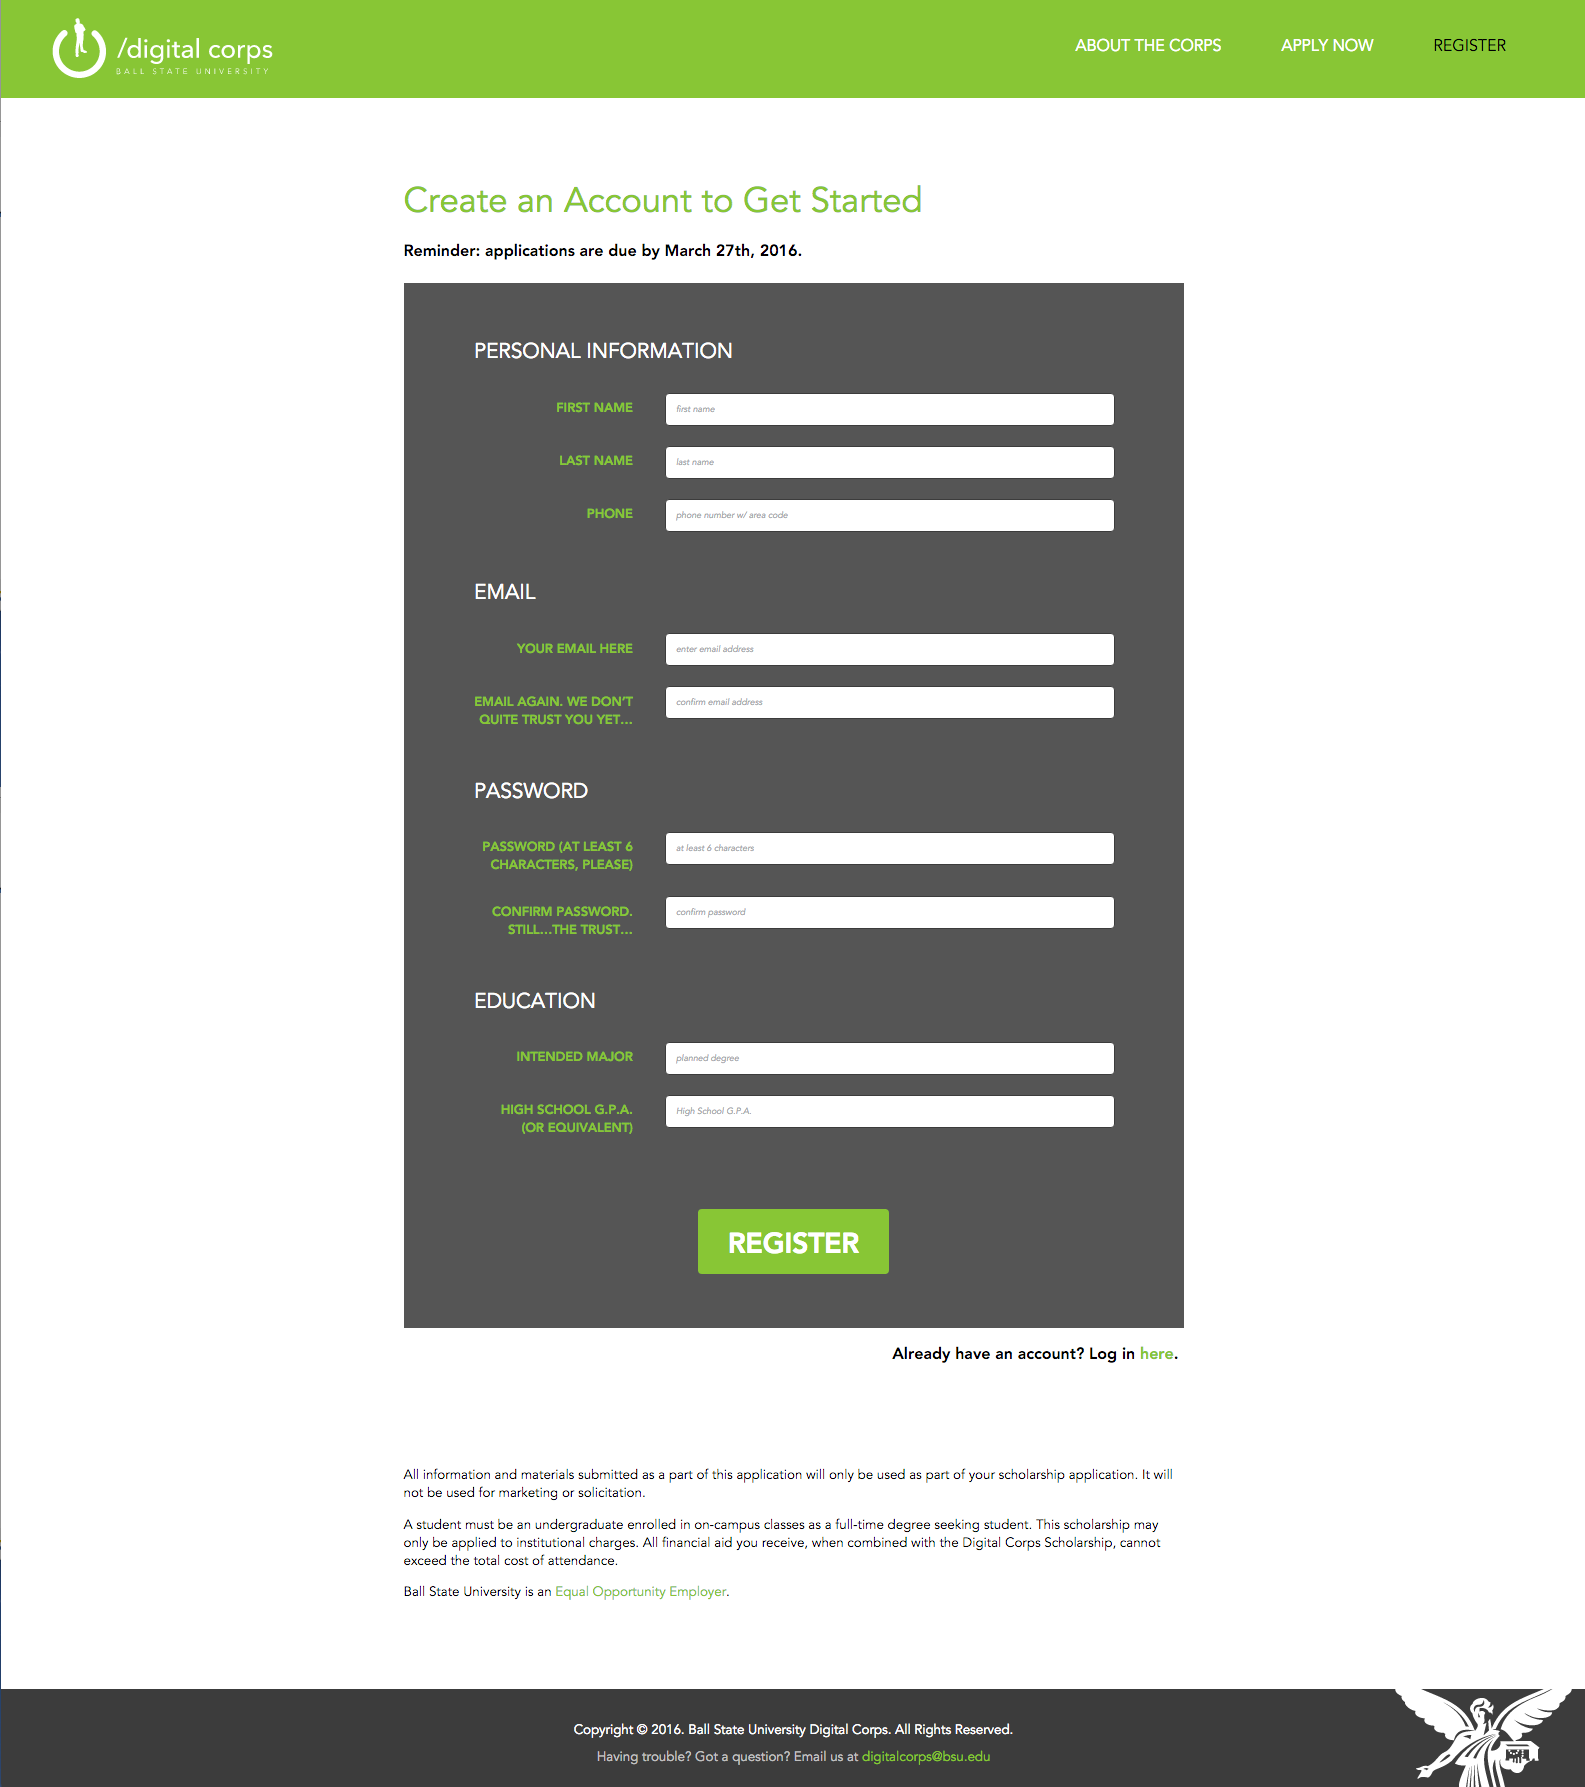 /digital corps
BALL STATE UNIVERSITY
ABOUT THE CORPS
APPLY NOW
REGISTER
Create an Account to Get Started
Reminder: applications are due by March 27th, 2016.
PERSONAL INFORMATION
FIRST NAME
first name
LAST NAME
last name
PHONE
phone number w/ area code
EMAIL
YOUR EMAIL HERE
enter email address
EMAIL AGAIN. WE DON'T
QUITE TRUST YOU YET...
confirm email address
PASSWORD
PASSWORD (AT LEAST 6
CHARACTERS, PLEASE)
at least 6 characters
CONFIRM PASSWORD.
STILL...THE TRUST...
confirm password
EDUCATION
INTENDED MAJOR
planned degree
HIGH SCHOOL G.P.A.
(OR EQUIVALENT)
High School G.P.A.
REGISTER
Already have an account? Log in here.
All information and materials submitted as a part of this application will only be used as part of your scholarship application. It will
not be used for marketing or solicitation.
A student must be an undergraduate enrolled in on-campus classes as a full-time degree seeking student. This scholarship may
only be applied to institutional charges. All financial aid you receive, when combined with the Digital Corps Scholarship, cannot
exceed the total cost of attendance.
Ball State University is an Equal Opportunity Employer.
Copyright © 2016. Ball State University Digital Corps. All Rights Reserved.
Having trouble? Got a question? Email us at digitalcorps@bsu.edu